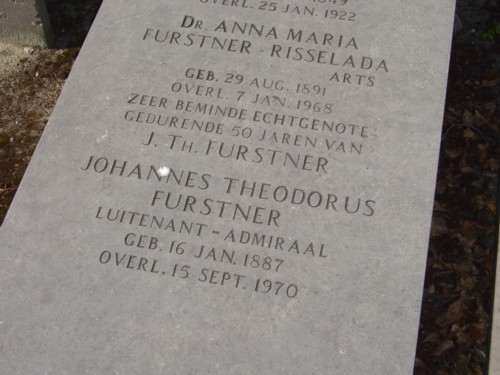 1849
OVERL. 25 JAN. 1922
DR. ANNA MARIA
FURSTNER - RISSELADA
ARTS
GEB. 29 AUG. 1891
OVERL. 7 JAN. 1968
ZEER BEMINDE ECHTGENOTE
GEDURENDE 50 JAREN VAN
J. TH. FURSTNER
JOHANNES THEODORUS
FURSTNER
LUITENANT - ADMIRAAL
GEB. 16 JAN. 1887
OVERL. 15 SEPT. 1970